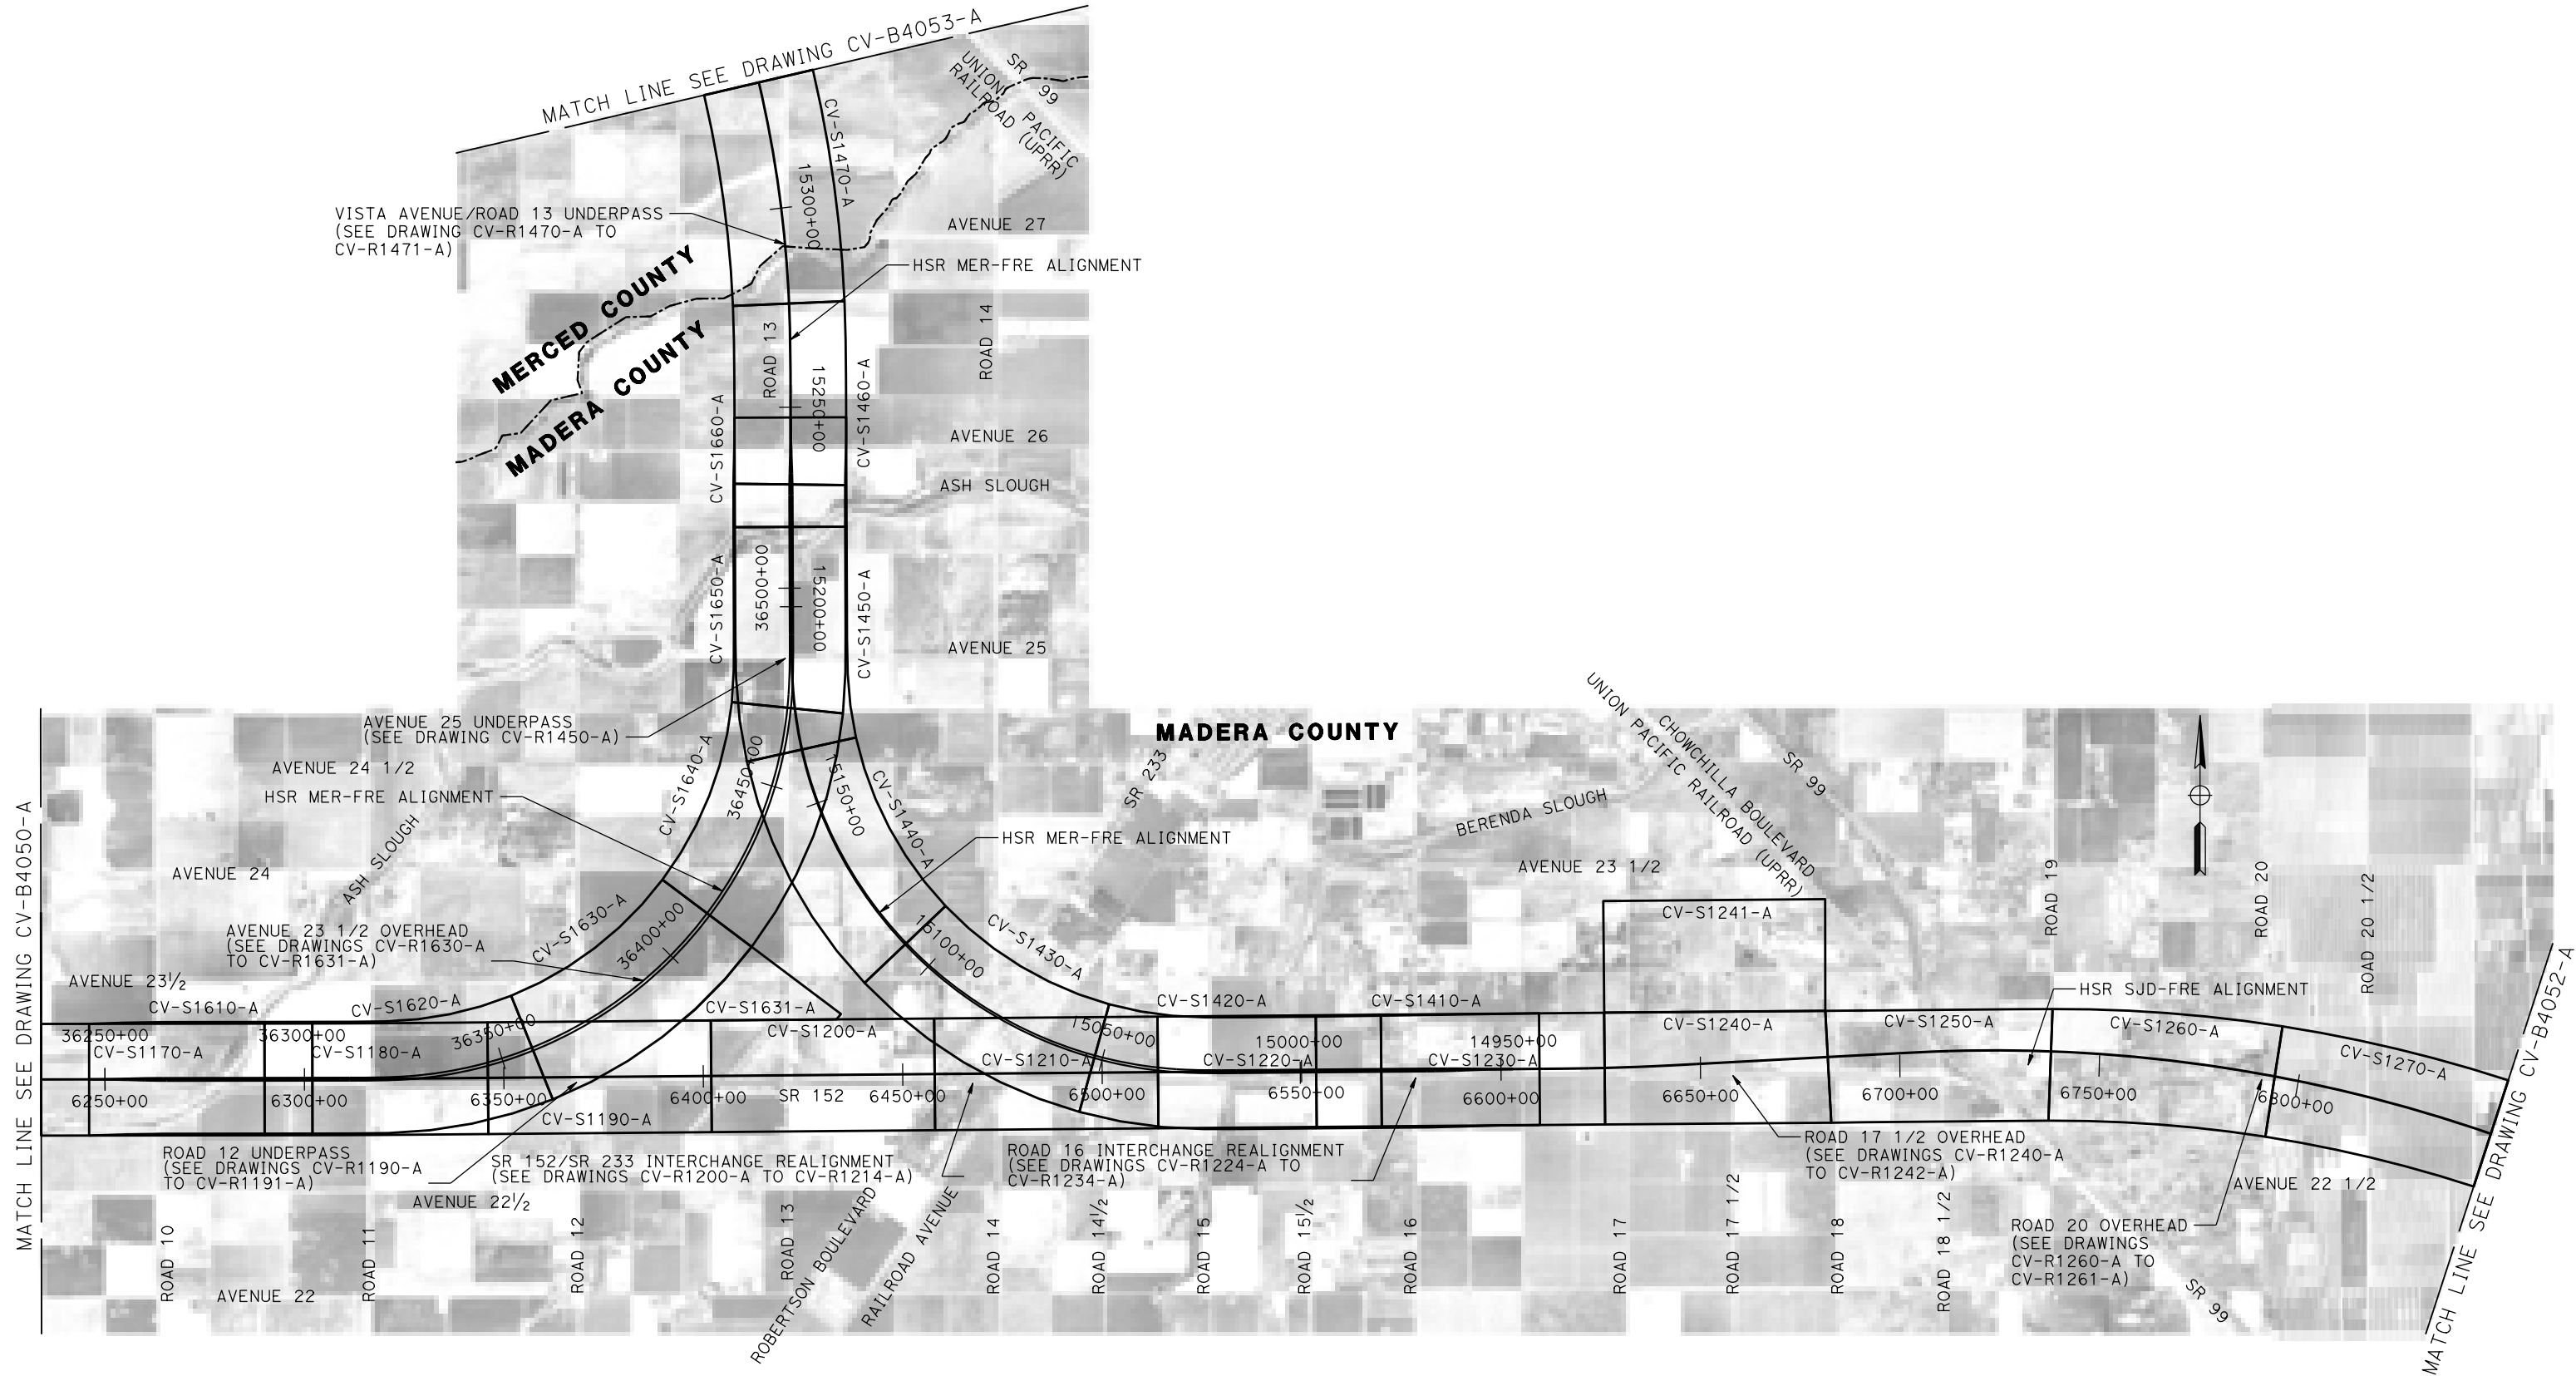 MATCH LINE SEE DRAWING CV-B4053-A
SR 99
UNION PACIFIC
RAILROAD (UPRR)
CV-S1470-A
15300+00
VISTA AVENUE/ROAD 13 UNDERPASS
(SEE DRAWING CV-R1470-A TO
CV-R1471-A)
AVENUE 27
HSR MER-FRE ALIGNMENT
MERCED COUNTY
MADERA COUNTY
ROAD 13
ROAD 14
15250+00
CV-S1460-A
CV-S1660-A
AVENUE 26
ASH SLOUGH
CV-S1650-A
36500+00
15200+00
CV-S1450-A
AVENUE 25
AVENUE 25 UNDERPASS
(SEE DRAWING CV-R1450-A)
MADERA COUNTY
UNION PACIFIC RAILROAD (UPRR)
CHOWCHILLA BOULEVARD
SR 99
SR 233
AVENUE 24 1/2
HSR MER-FRE ALIGNMENT
CV-S1640-A
36450+00
15150+00
CV-S1440-A
HSR MER-FRE ALIGNMENT
BERENDA SLOUGH
AVENUE 23 1/2
AVENUE 24
ASH SLOUGH
MATCH LINE SEE DRAWING CV-B4050-A
AVENUE 23 1/2 OVERHEAD
(SEE DRAWINGS CV-R1630-A
TO CV-R1631-A)
CV-S1630-A
36400+00
15100+00
CV-S1430-A
CV-S1241-A
ROAD 19
ROAD 20
ROAD 20 1/2
AVENUE 23½
CV-S1610-A
CV-S1620-A
CV-S1631-A
CV-S1420-A
CV-S1410-A
HSR SJD-FRE ALIGNMENT
36250+00
36300+00
36350+00
CV-S1200-A
15050+00
15000+00
14950+00
CV-S1240-A
CV-S1250-A
CV-S1260-A
CV-S1170-A
CV-S1180-A
CV-S1210-A
CV-S1220-A
CV-S1230-A
CV-S1270-A
6250+00
6300+00
6350+00
6400+00
SR 152
6450+00
6500+00
6550+00
6600+00
6650+00
6700+00
6750+00
6800+00
CV-S1190-A
MATCH LINE SEE DRAWING CV-B4052-A
ROAD 12 UNDERPASS
(SEE DRAWINGS CV-R1190-A
TO CV-R1191-A)
SR 152/SR 233 INTERCHANGE REALIGNMENT
(SEE DRAWINGS CV-R1200-A TO CV-R1214-A)
ROAD 16 INTERCHANGE REALIGNMENT
(SEE DRAWINGS CV-R1224-A TO
CV-R1234-A)
ROAD 17 1/2 OVERHEAD
(SEE DRAWINGS CV-R1240-A
TO CV-R1242-A)
AVENUE 22 1/2
AVENUE 22½
ROAD 20 OVERHEAD
(SEE DRAWINGS
CV-R1260-A TO
CV-R1261-A)
ROAD 10
ROAD 11
ROAD 12
ROAD 13
ROBERTSON BOULEVARD
RAILROAD AVENUE
ROAD 14
ROAD 14½
ROAD 15
ROAD 15½
ROAD 16
ROAD 17
ROAD 17 1/2
ROAD 18
ROAD 18 1/2
SR 99
AVENUE 22